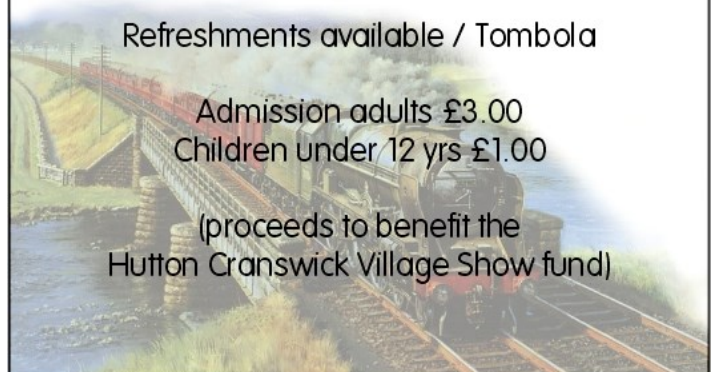 Refreshments available / Tombola
Admission adults £3.00
Children under 12 yrs £1.00
(proceeds to benefit the
Hutton Cranswick Village Show fund)